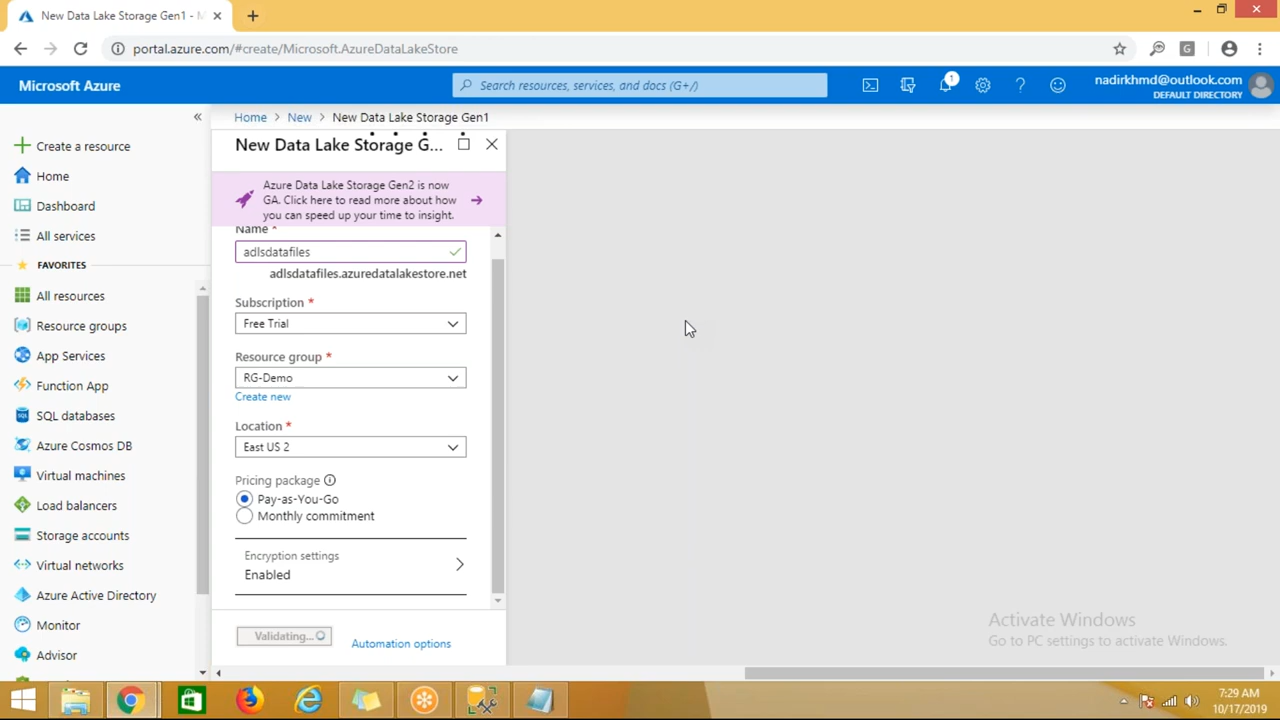 New Data Lake Storage Gen1 - M
portal.azure.com/#create/Microsoft.AzureDataLakeStore
G
Microsoft Azure
Search resources, services, and docs (G+/)
1
nadirkhmd@outlook.com
DEFAULT DIRECTORY
Create a resource
Home
Dashboard
All services
FAVORITES
All resources
Resource groups
App Services
Function App
SQL databases
Azure Cosmos DB
Virtual machines
Load balancers
Storage accounts
Virtual networks
Azure Active Directory
Monitor
Advisor
Home > New > New Data Lake Storage Gen1
New Data Lake Storage G...
Azure Data Lake Storage Gen2 is now
GA. Click here to read more about how
you can speed up your time to insight.
Name *
adlsdatafiles
adlsdatafiles.azuredatalakestore.net
Subscription *
Free Trial
Resource group *
RG-Demo
Create new
Location *
East US 2
Pricing package
Pay-as-You-Go
Monthly commitment
Encryption settings
Enabled
Validating...
Automation options
Activate Windows
Go to PC settings to activate Windows.
7:29 AM
10/17/2019